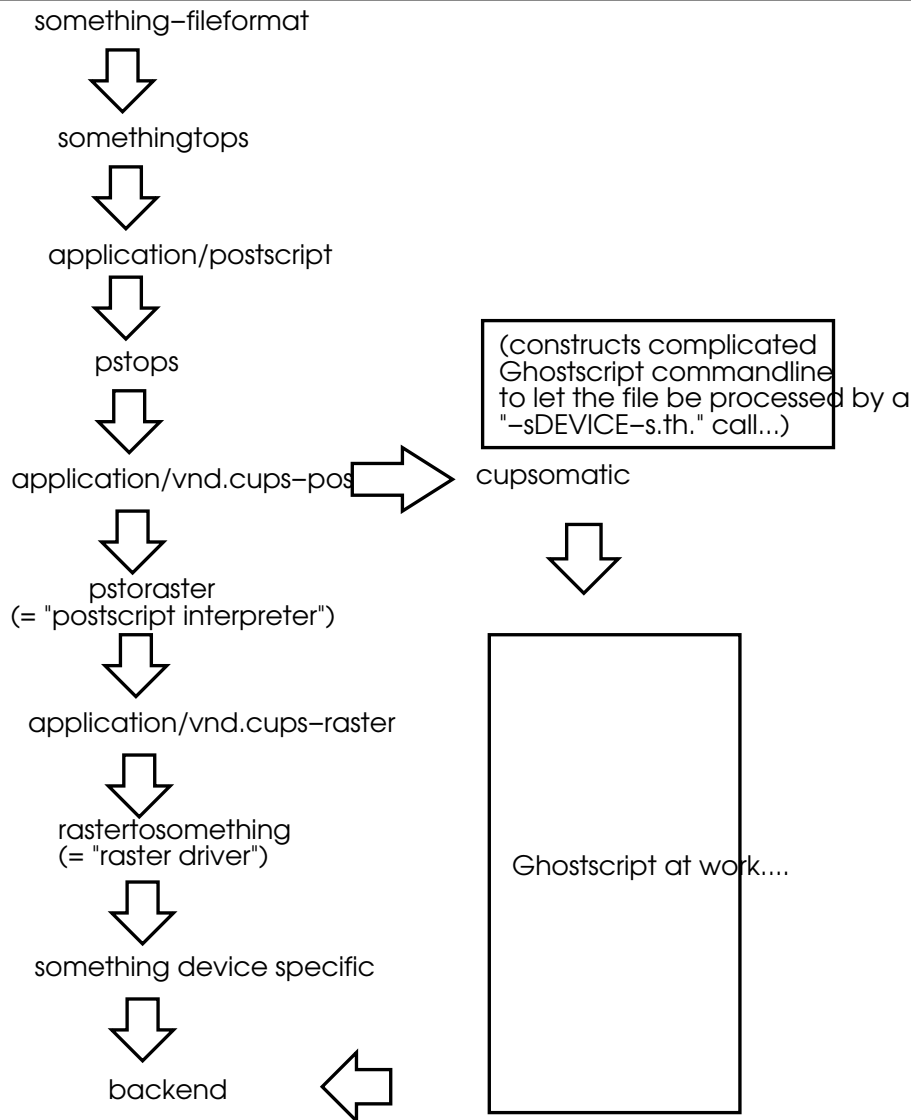 something–fileformat
somethingtops
application/postscript
pstops
(constructs complicated
Ghostscript commandline
to let the file be processed by a
"–sDEVICE–s.th." call...)
application/vnd.cups–pos
cupsomatic
pstoraster
(= "postscript interpreter")
application/vnd.cups–raster
rastertosomething
(= "raster driver")
Ghostscript at work....
something device specific
backend